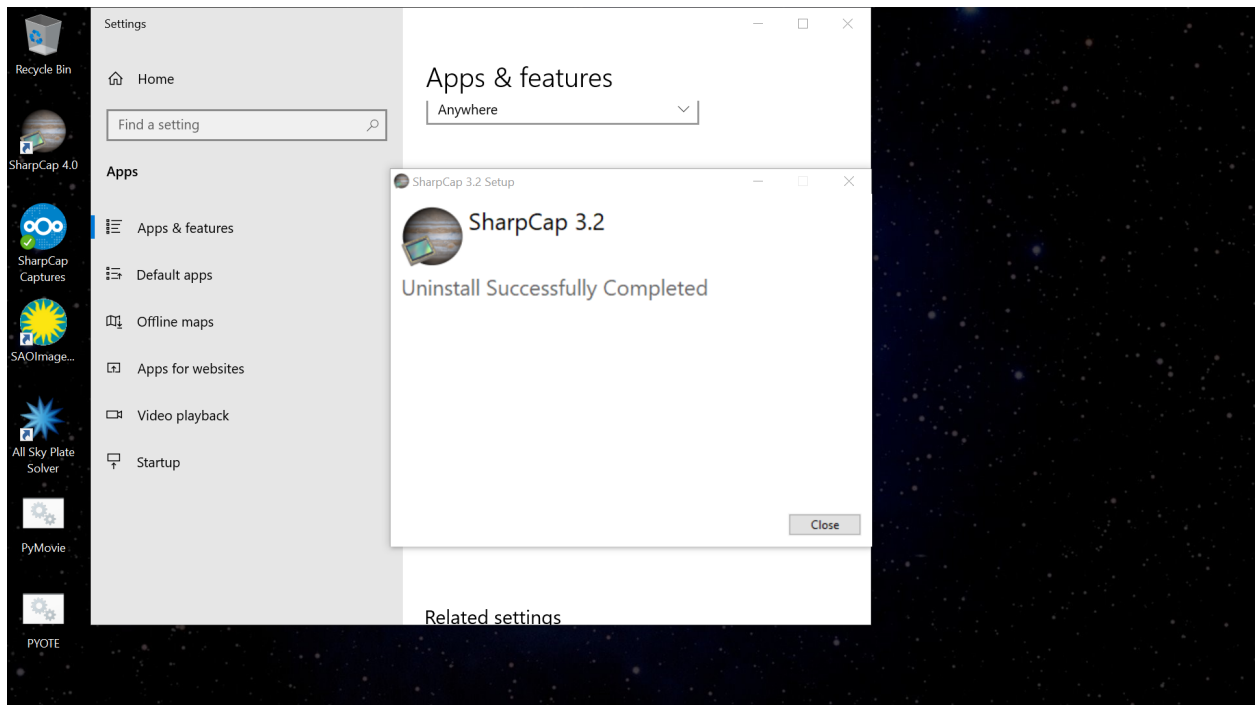 Recycle Bin
SharpCap 4.0
SharpCap
Captures
SAOImage...
All Sky Plate
Solver
PyMovie
PYOTE
Settings
Home
Find a setting
Apps
Apps & features
Default apps
Offline maps
Apps for websites
Video playback
Startup
Apps & features
Anywhere
SharpCap 3.2 Setup
SharpCap 3.2
Uninstall Successfully Completed
Close
Related settings